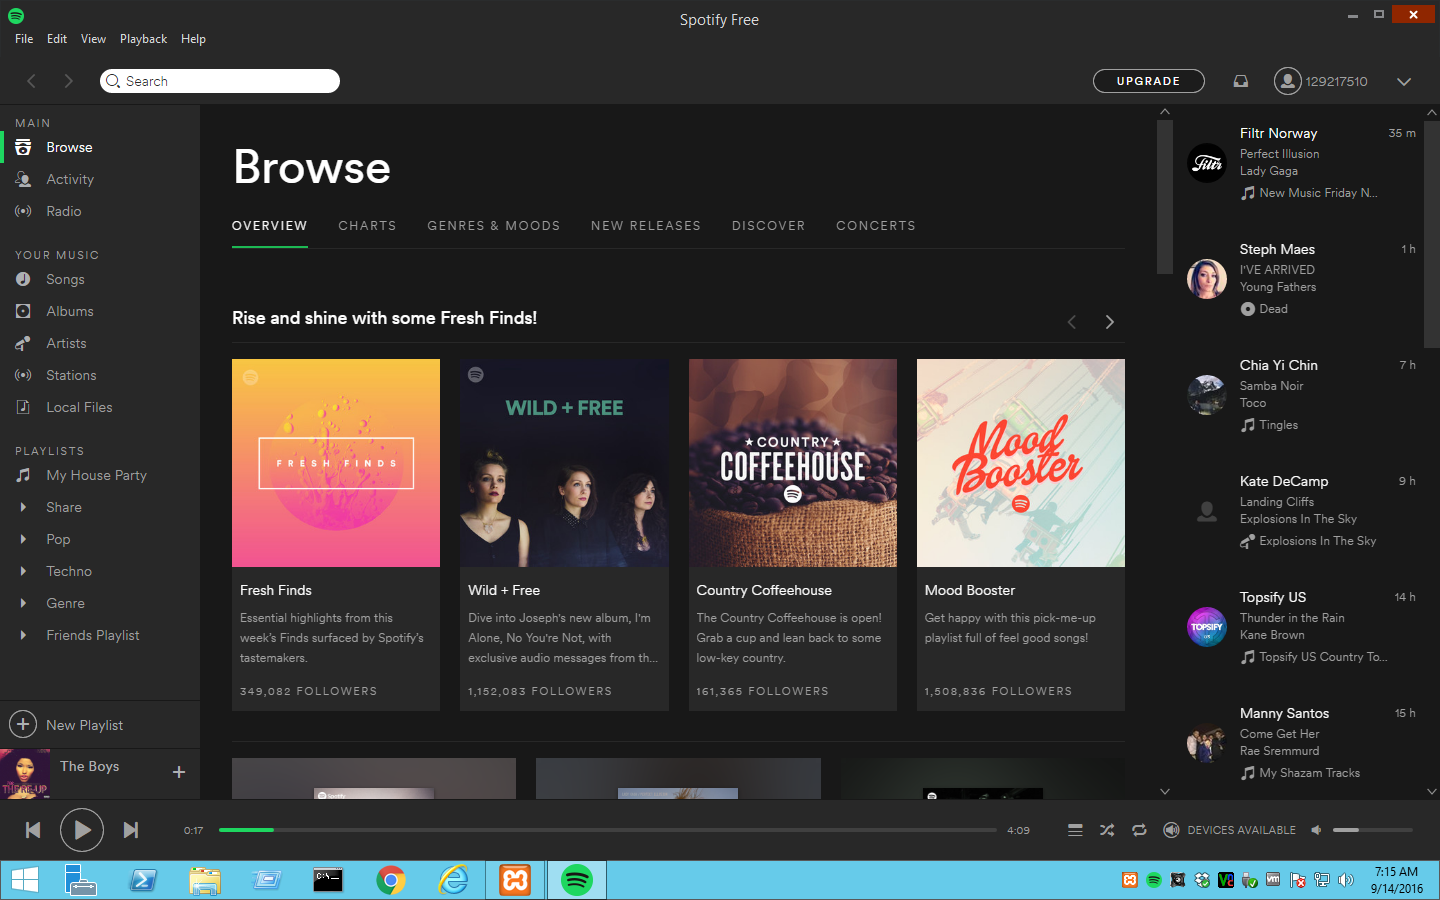 Spotify Free
File Edit View Playback Help
Search
UPGRADE
129217510
MAIN
Browse
Activity
Radio
YOUR MUSIC
Songs
Albums
Artists
Stations
Local Files
PLAYLISTS
My House Party
Share
Pop
Techno
Genre
Friends Playlist
New Playlist
The Boys
THE RE-UP
Browse
OVERVIEW CHARTS GENRES & MOODS NEW RELEASES DISCOVER CONCERTS
Rise and shine with some Fresh Finds!
FRESH FINDS
Fresh Finds
Essential highlights from this
week's Finds surfaced by Spotify's
tastemakers.
349,082 FOLLOWERS
WILD + FREE
Wild + Free
Dive into Joseph's new album, I'm
Alone, No You're Not, with
exclusive audio messages from th...
1,152,083 FOLLOWERS
COUNTRY
COFFEEHOUSE
Country Coffeehouse
The Country Coffeehouse is open!
Grab a cup and lean back to some
low-key country.
161,365 FOLLOWERS
Mood
Booster
Mood Booster
Get happy with this pick-me-up
playlist full of feel good songs!
1,508,836 FOLLOWERS
Spotify
Filtr
Filtr Norway 35 m
Perfect Illusion
Lady Gaga
New Music Friday N...
Steph Maes 1 h
I'VE ARRIVED
Young Fathers
Dead
Chia Yi Chin 7 h
Samba Noir
Toco
Tingles
Kate DeCamp 9 h
Landing Cliffs
Explosions In The Sky
Explosions In The Sky
TOPSIFY
Topsify US 14 h
Thunder in the Rain
Kane Brown
Topsify US Country To...
Manny Santos 15 h
Come Get Her
Rae Sremmurd
My Shazam Tracks
0:17
4:09
DEVICES AVAILABLE
C:\.
vm
7:15 AM
9/14/2016